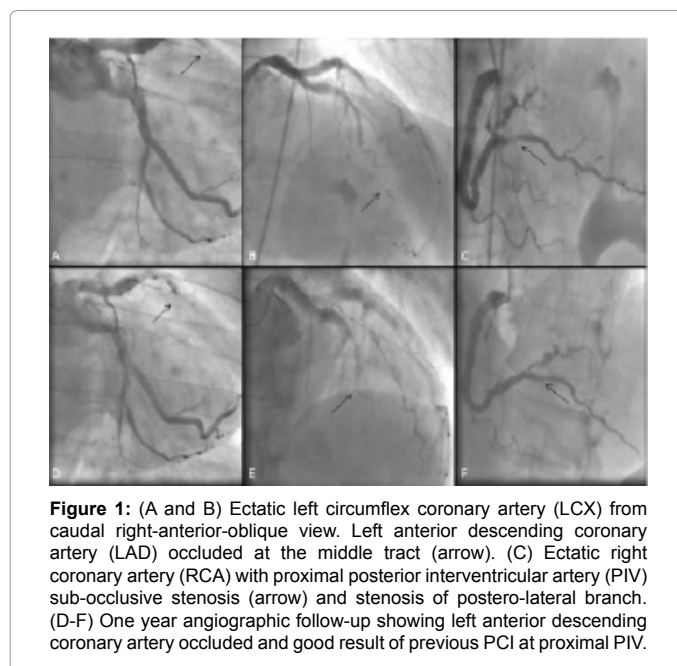 A
B
C
D
E
F
Figure 1: (A and B) Ectatic left circumflex coronary artery (LCX) from
caudal right-anterior-oblique view. Left anterior descending coronary
artery (LAD) occluded at the middle tract (arrow). (C) Ectatic right
coronary artery (RCA) with proximal posterior interventricular artery (PIV)
sub-occlusive stenosis (arrow) and stenosis of postero-lateral branch.
(D-F) One year angiographic follow-up showing left anterior descending
coronary artery occluded and good result of previous PCI at proximal PIV.